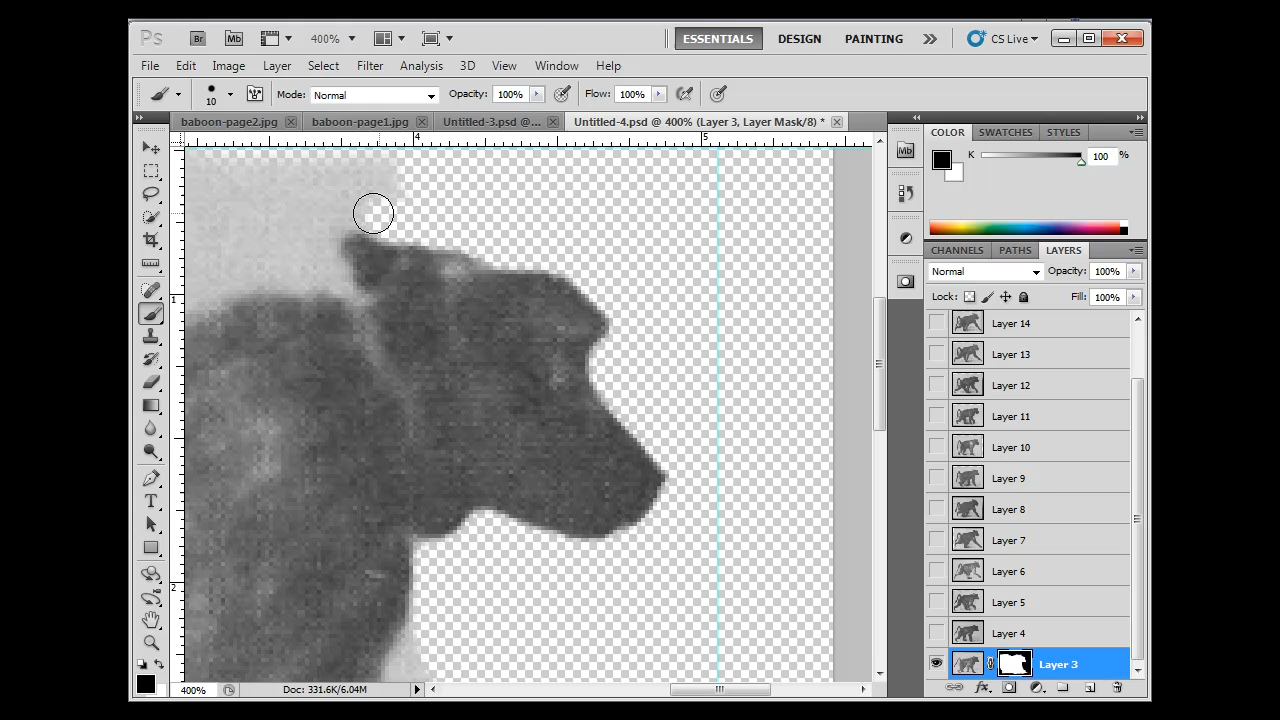 Ps Br Mb 400% ESSENTIALS DESIGN PAINTING CS Live
File Edit Image Layer Select Filter Analysis 3D View Window Help
10 Mode: Normal Opacity: 100% Flow: 100%
baboon-page2.jpg baboon-page1.jpg Untitled-3.psd @... Untitled-4.psd @ 400% (Layer 3, Layer Mask/8) *
4 5
1
2
COLOR SWATCHES STYLES
Mb
K 100 %
CHANNELS PATHS LAYERS
Normal Opacity: 100%
Lock: Fill: 100%
Layer 14
Layer 13
Layer 12
Layer 11
Layer 10
Layer 9
Layer 8
Layer 7
Layer 6
Layer 5
Layer 4
Layer 3
T
fx
400% Doc: 331.6K/6.04M